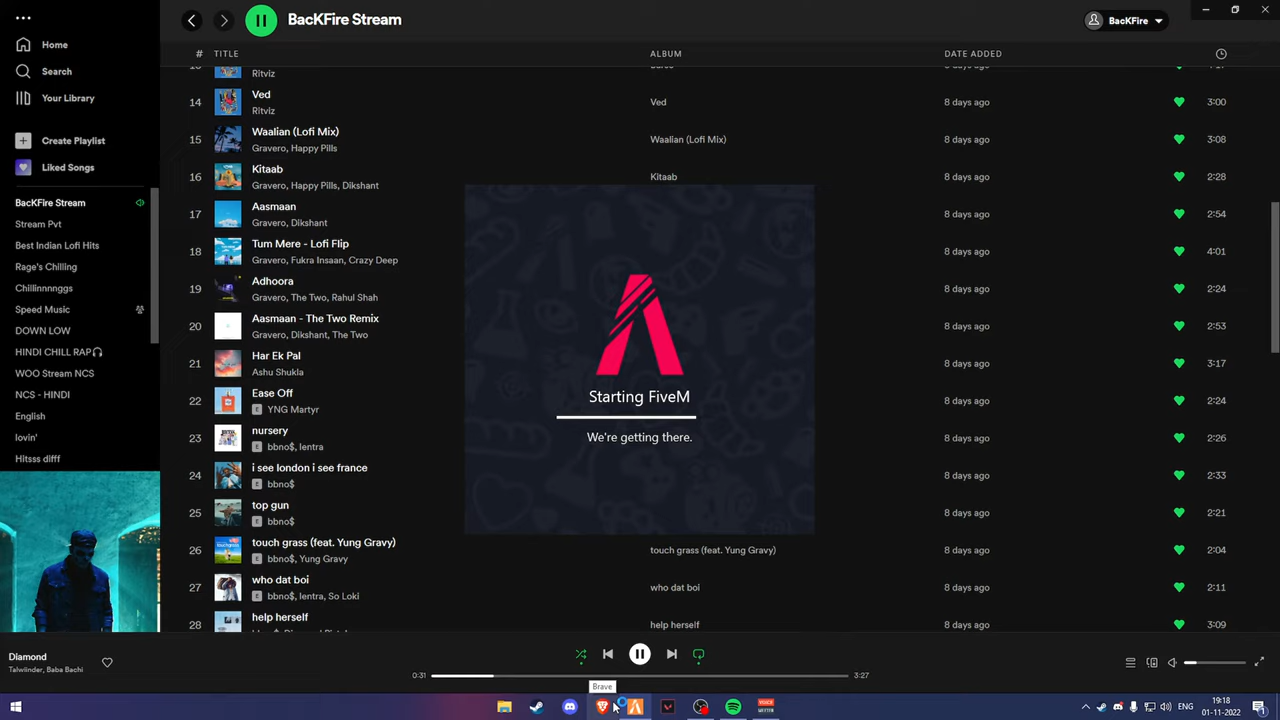 BacKFire Stream
BacKFire
Home
Search
Your Library
Create Playlist
Liked Songs
BacKFire Stream
Stream Pvt
Best Indian Lofi Hits
Rage's Chilling
Chillinnnngs
Speed Music
DOWN LOW
HINDI CHILL RAP🎧
WOO Stream NCS
NCS - HINDI
English
lovin'
Hitsss difff
# TITLE ALBUM DATE ADDED
Ritviz 8 days ago
14 Ved Ved 8 days ago 3:00
Ritviz
15 Waalian (Lofi Mix) Waalian (Lofi Mix) 8 days ago 3:08
Gravero, Happy Pills
16 Kitaab Kitaab 8 days ago 2:28
Gravero, Happy Pills, Dikshant
17 Aasmaan 8 days ago 2:54
Gravero, Dikshant
18 Tum Mere - Lofi Flip 8 days ago 4:01
Gravero, Fukra Insaan, Crazy Deep
19 Adhoora 8 days ago 2:24
Gravero, The Two, Rahul Shah
20 Aasmaan - The Two Remix 8 days ago 2:53
Gravero, Dikshant, The Two
21 Har Ek Pal 8 days ago 3:17
Ashu Shukla
22 Ease Off 8 days ago 2:24
E YNG Martyr
23 nursery 8 days ago 2:26
E bbno$, lentra
24 i see london i see france 8 days ago 2:33
E bbno$
25 top gun 8 days ago 2:21
E bbno$
26 touch grass (feat. Yung Gravy) touch grass (feat. Yung Gravy) 8 days ago 2:04
E bbno$, Yung Gravy
27 who dat boi who dat boi 8 days ago 2:11
E bbno$, lentra, So Loki
28 help herself help herself 8 days ago 3:09
Starting FiveM
We're getting there.
Diamond
Talwiinder, Baba Bachi
0:31 3:27
Brave
VOICE
19:18
01-11-2022